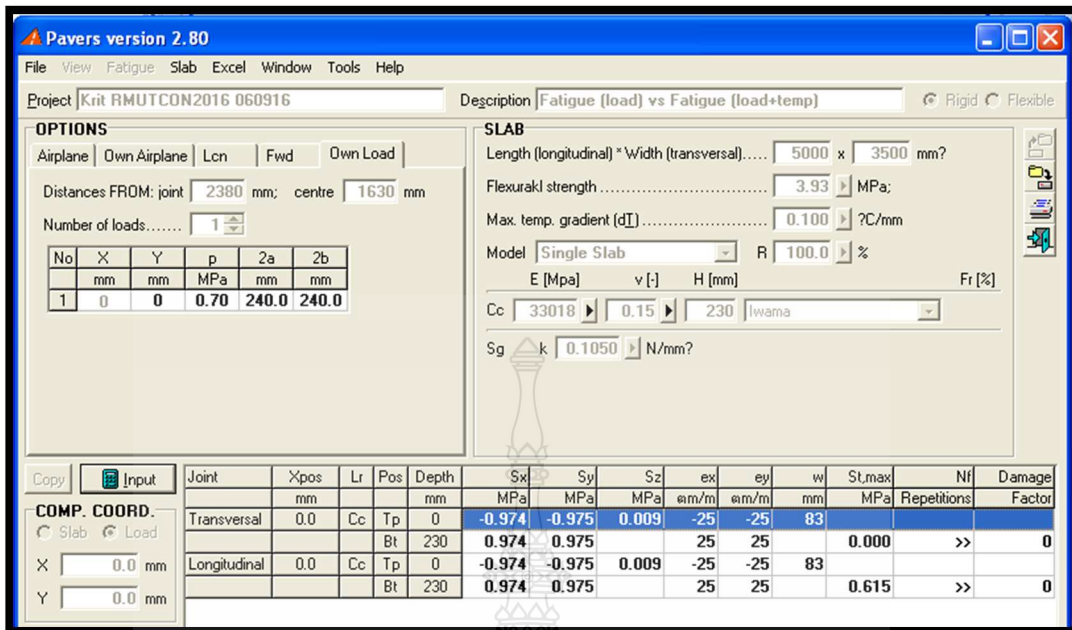 Pavers version 2.80
File View Fatigue Slab Excel Window Tools Help
Project Krit RMUTCON2016 060916 Description Fatigue (load) vs Fatigue (load+temp) Rigid Flexible
OPTIONS
Airplane Own Airplane Lcn Fwd Own Load
Distances FROM: joint 2380 mm; centre 1630 mm
Number of loads....... 1
No X Y p 2a 2b
mm mm MPa mm mm
1 0 0 0.70 240.0 240.0
SLAB
Length (longitudinal) * Width (transversal)..... 5000 x 3500 mm?
Flexurakl strength ................................ 3.93 MPa;
Max. temp. gradient (dT)......................... 0.100 ?C/mm
Model Single Slab R 100.0 %
E [Mpa] v [-] H [mm] Fr [%]
Cc 33018 0.15 230 Iwama
Sg k 0.1050 N/mm?
Copy Input
COMP. COORD.
Slab Load
X 0.0 mm
Y 0.0 mm
Joint Xpos Lr Pos Depth Sx Sy Sz ex ey w St,max Nf Damage
mm mm MPa MPa MPa ตm/m ตm/m mm MPa Repetitions Factor
Transversal 0.0 Cc Tp 0 -0.974 -0.975 0.009 -25 -25 83
Bt 230 0.974 0.975 25 25 0.000 >> 0
Longitudinal 0.0 Cc Tp 0 -0.974 -0.975 0.009 -25 -25 83
Bt 230 0.974 0.975 25 25 0.615 >> 0